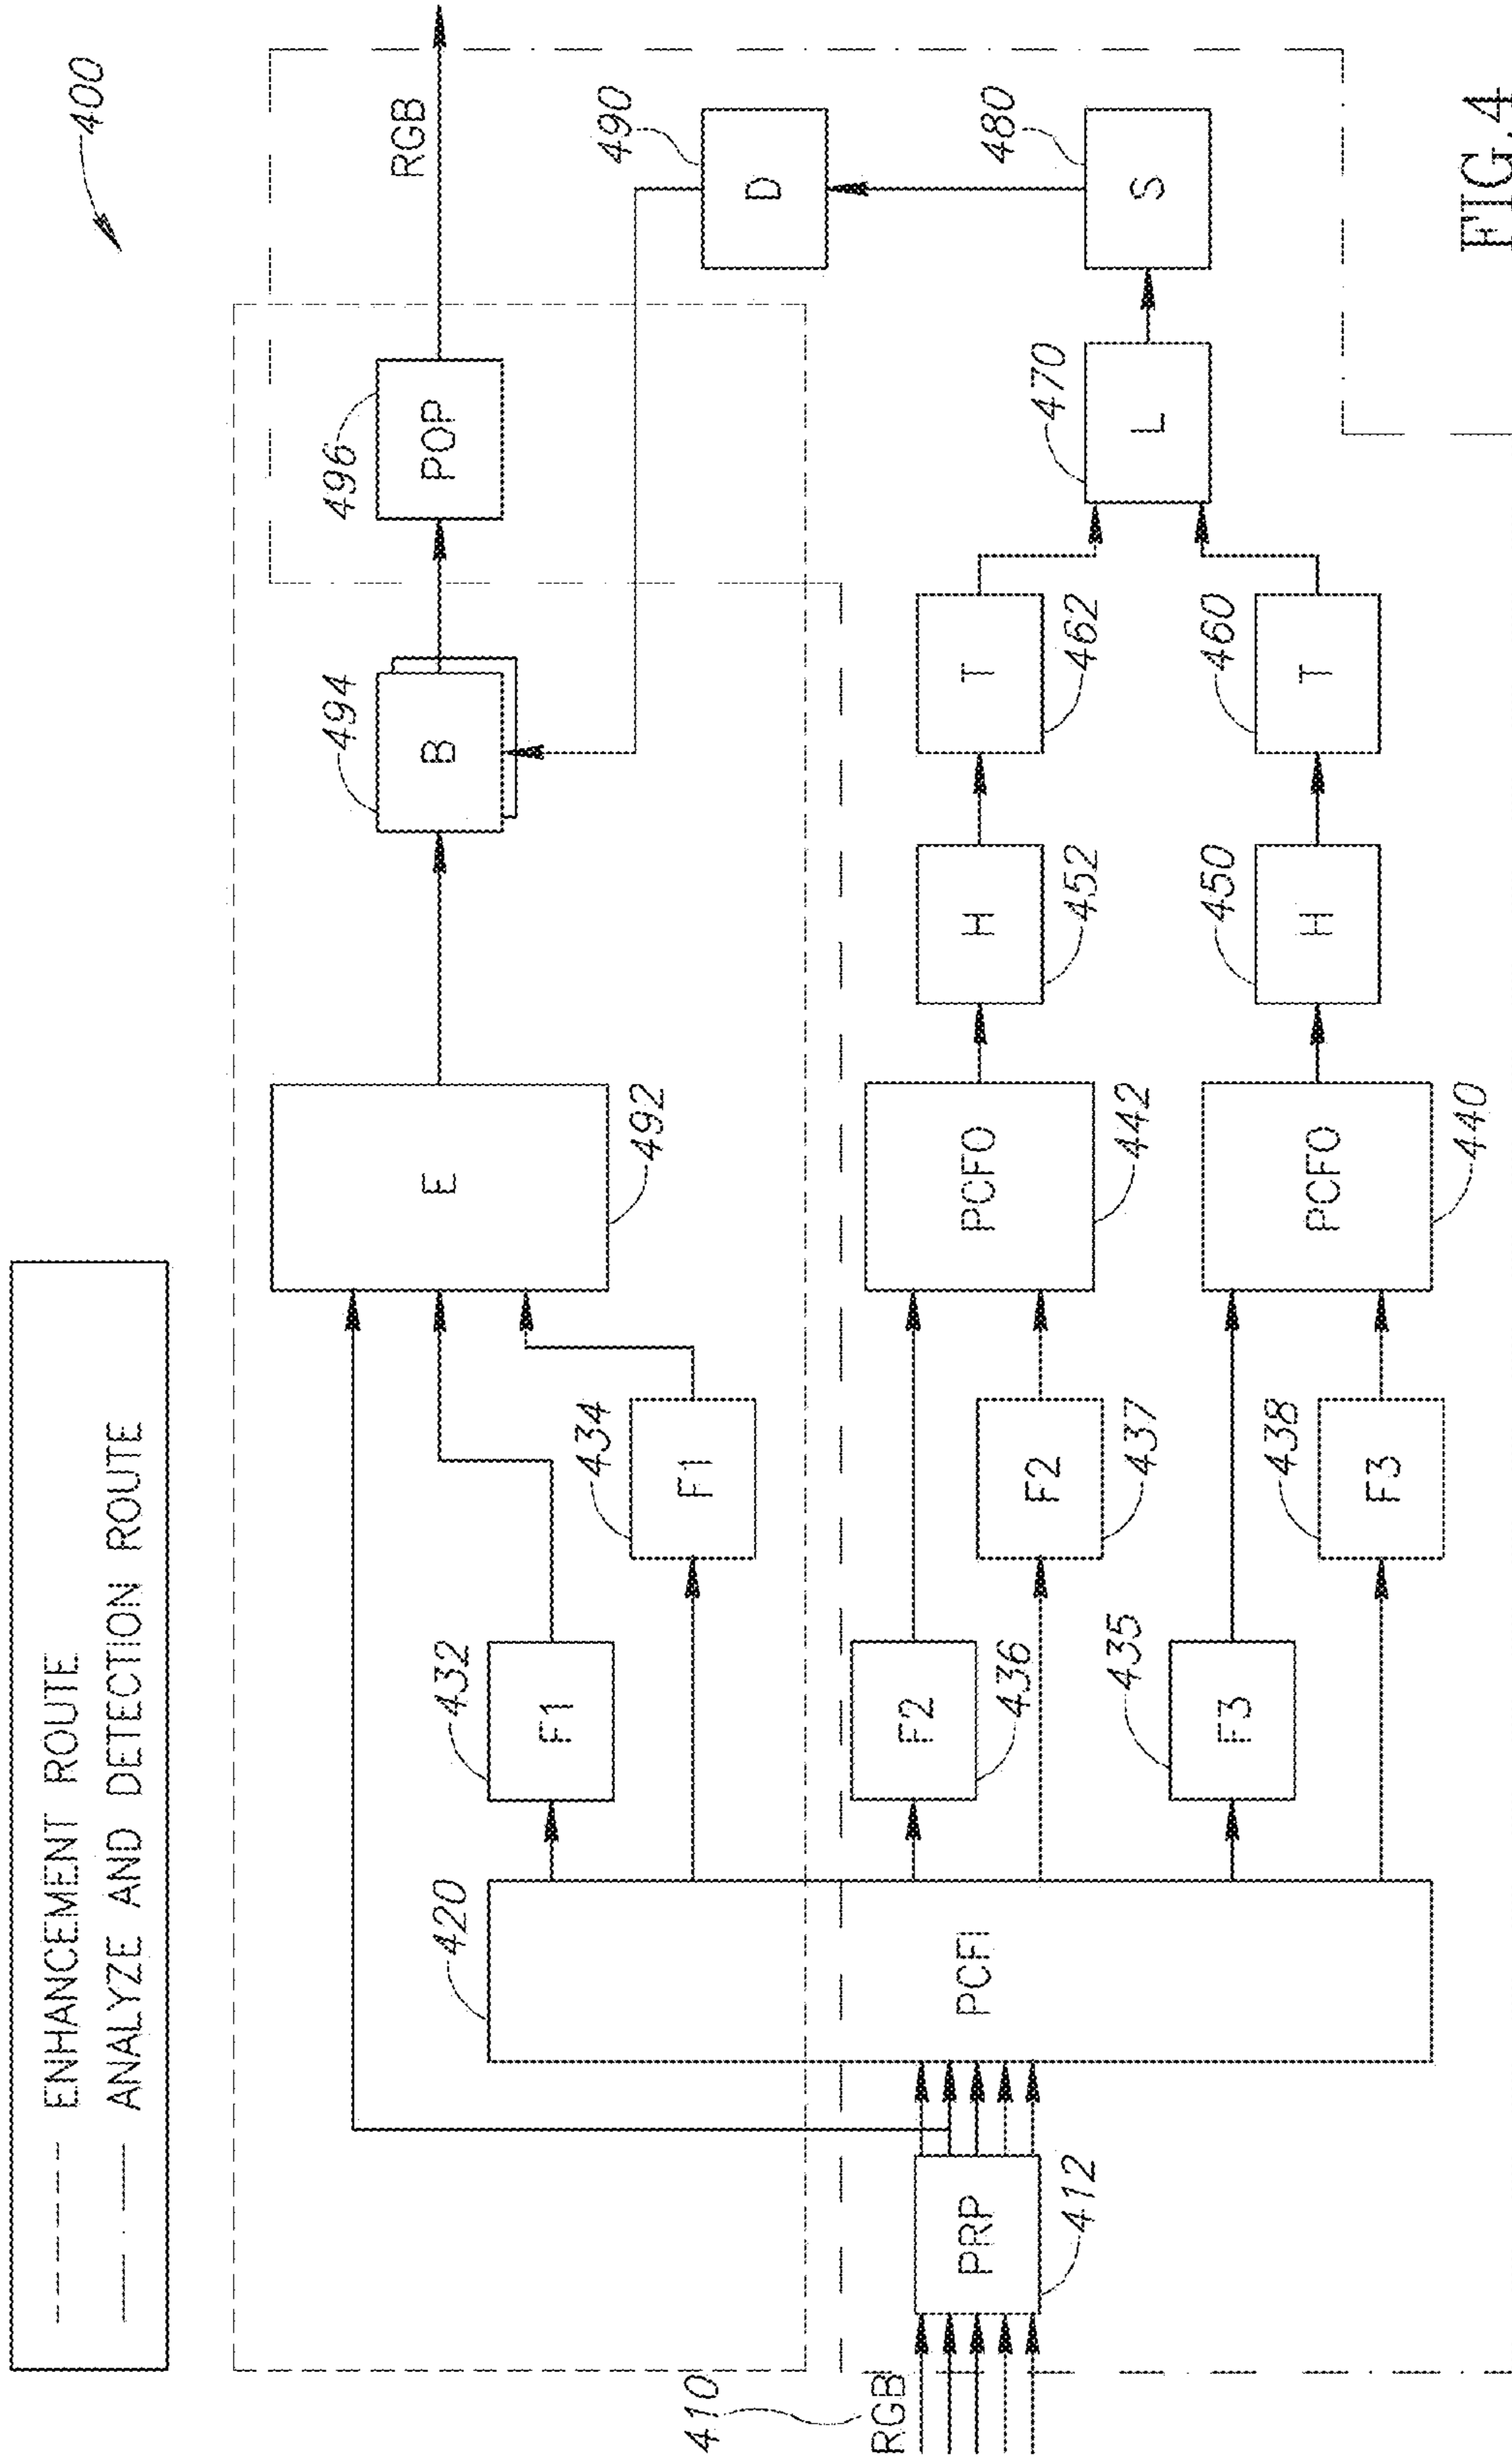 ENHANCEMENT ROUTE
ANALYZE AND DETECTION ROUTE
400
410
RGB
PRP
412
420
PCFI
432
F1
434
F1
F2
436
F2
437
435
F3
438
F3
E
492
PCFO
442
PCFO
440
H
452
450
H
T
462
460
T
494
B
496
POP
RGB
470
L
480
S
490
D
FIG.4